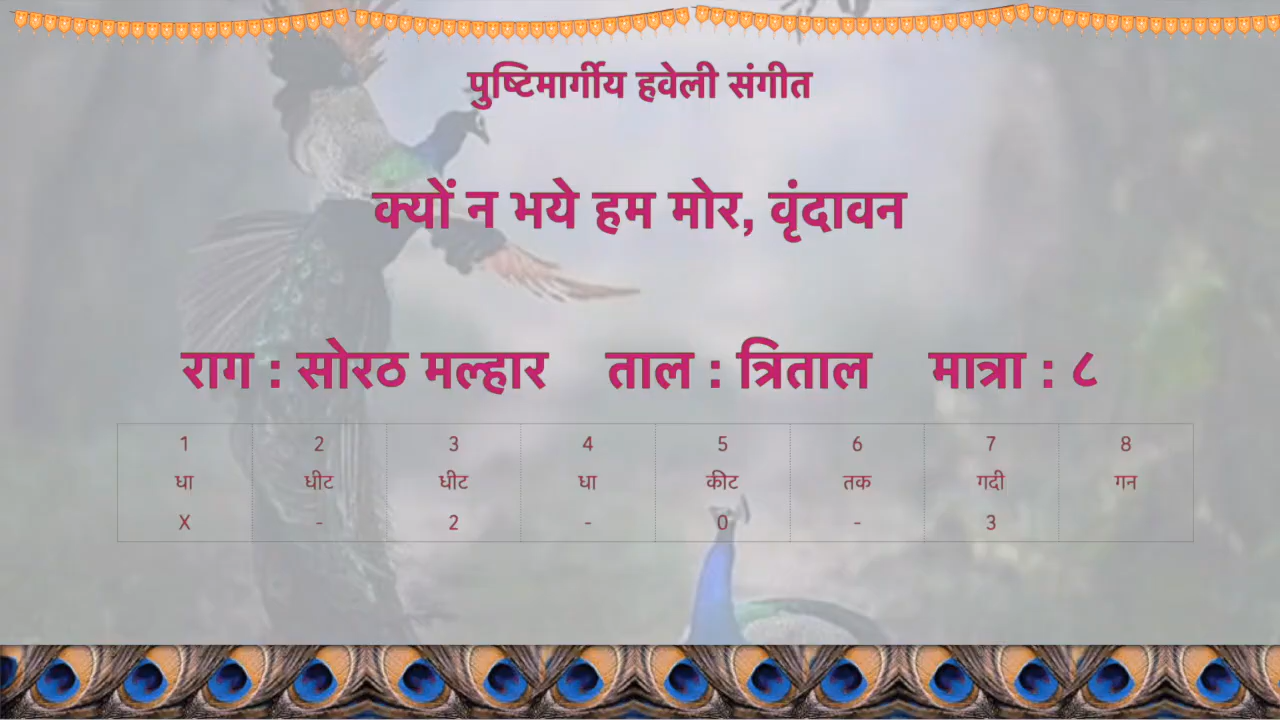 पुष्टिमार्गीय हवेली संगीत
क्यों न भये हम मोर, वृंदावन
राग : सोरठ मल्हार ताल : त्रिताल मात्रा : ८
1 2 3 4 5 6 7 8
धा धीट धीट धा कीट तक गदी गन
X - 2 - 0 - 3